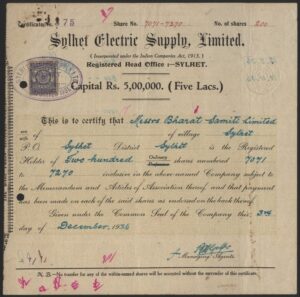 Certificate No. 75 Share No. 7071-7270 No. of shares 200
Sylhet Electric Supply, Limited.
( Incorporated under the Indian Companies Act, 1913. )
Registered Head Office :—SYLHET.
Capital Rs. 5,00,000. ( Five Lacs.)
This is to certify that Messrs Bharat Samiti Limited
of of village Sylhet
P. O. Sylhet District Sylhet is the Registered
Holder of Two hundred Ordinary shares numbered 7071
to 7270 inclusive in the above-named Company subject to
the Memorandum and Articles of Association thereof and that payment
has been made on each of the said shares as endorsed on the back thereof.
Given under the Common Seal of the Company this 3rd
day of December, 1936
Managing Agents
N. B.—No transfer for any of the within-named shares will be accepted without the surrender of this certificate.